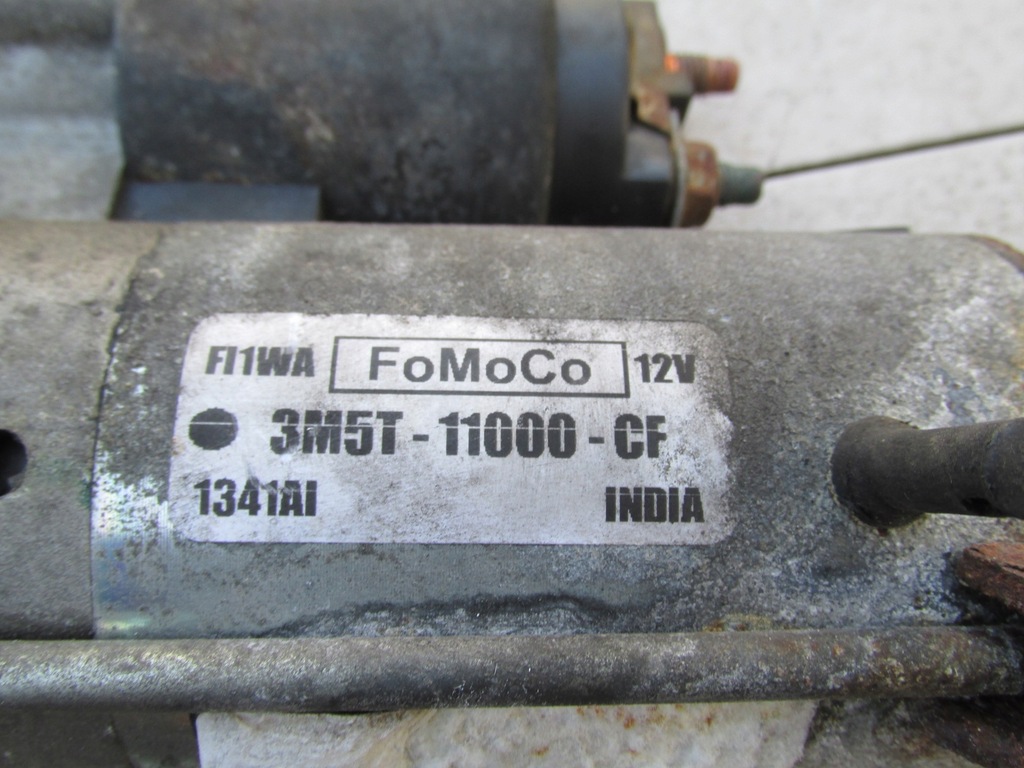 FI1WA FoMoCo 12V
3M5T - 11000 - CF
1341AI INDIA